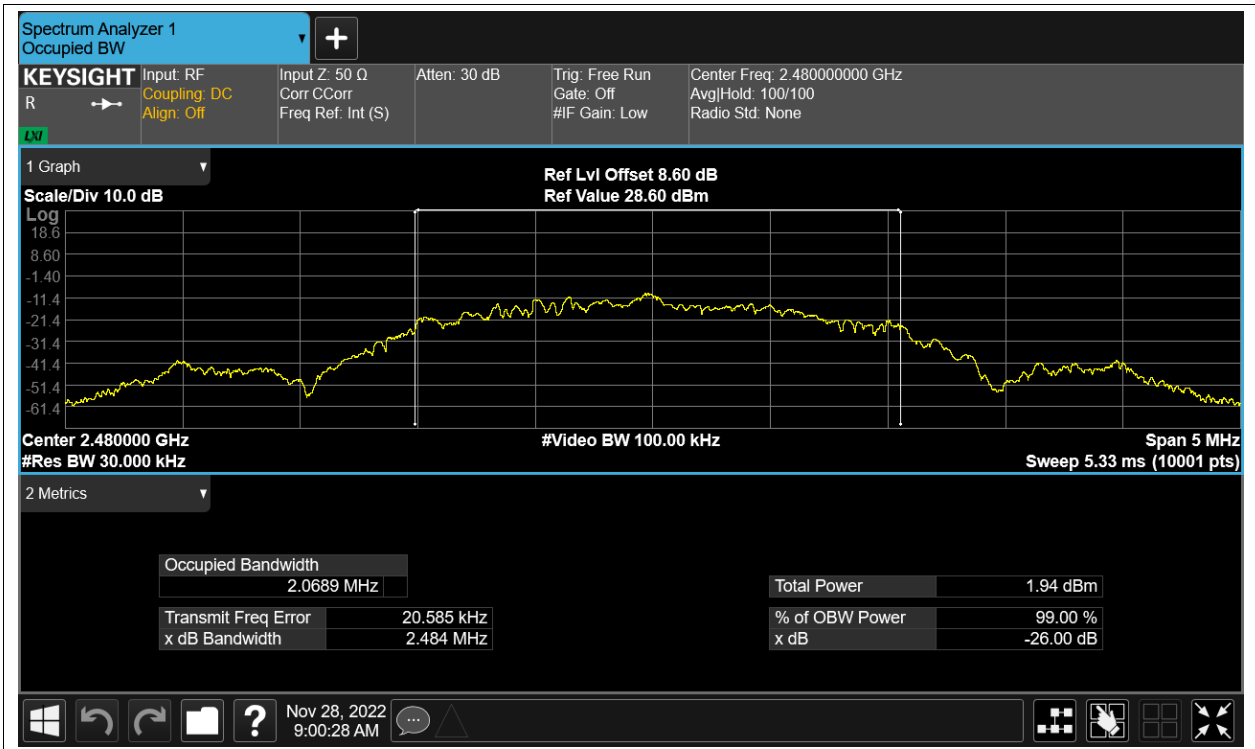 Spectrum Analyzer 1
Occupied BW
KEYSIGHT
R
LXI
Input: RF
Coupling: DC
Align: Off
Input Z: 50 Ω
Corr CCorr
Freq Ref: Int (S)
Atten: 30 dB
Trig: Free Run
Gate: Off
#IF Gain: Low
Center Freq: 2.480000000 GHz
Avg|Hold: 100/100
Radio Std: None
1 Graph
Scale/Div 10.0 dB
Ref Lvl Offset 8.60 dB
Ref Value 28.60 dBm
Log
18.6
8.60
-1.40
-11.4
-21.4
-31.4
-41.4
-51.4
-61.4
Center 2.480000 GHz
#Video BW 100.00 kHz
Span 5 MHz
#Res BW 30.000 kHz
Sweep 5.33 ms (10001 pts)
2 Metrics
Occupied Bandwidth
2.0689 MHz
Transmit Freq Error 20.585 kHz
x dB Bandwidth 2.484 MHz
Total Power 1.94 dBm
% of OBW Power 99.00 %
x dB -26.00 dB
?
Nov 28, 2022
9:00:28 AM